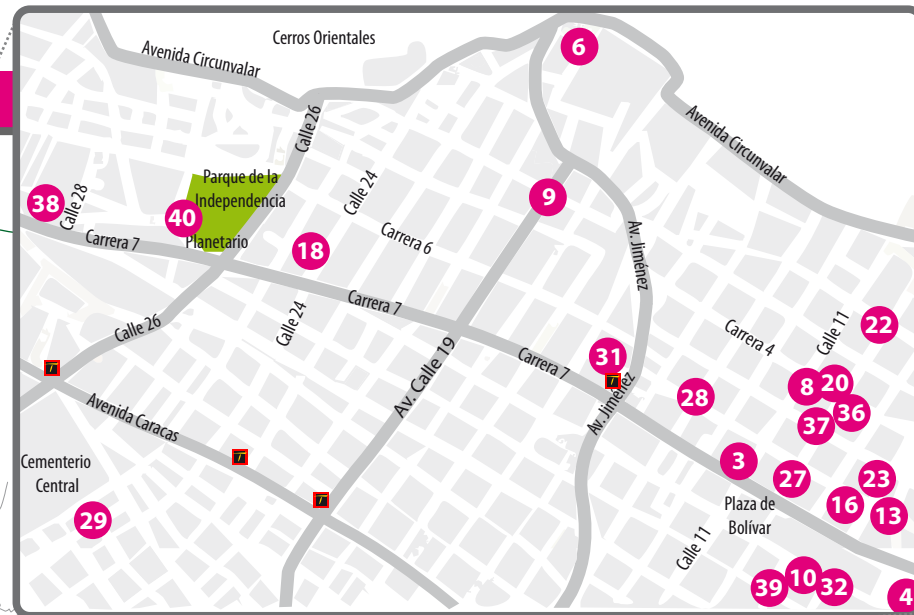 Cerros Orientales
6
Avenida Circunvalar
Calle 26
Avenida Circunvalar
Parque de la
Independencia
Calle 24
38
Calle 28
40
9
Planetario
18
Carrera 6
Av. Jiménez
Carrera 7
Carrera 7
Calle 24
Calle 26
Av. Calle 19
Carrera 7
31
Carrera 4
Calle 11
22
8
20
28
Av. Jiménez
36
37
Avenida Caracas
Cementerio
Central
3
27
23
16
13
Plaza de
Bolívar
29
Calle 11
39
10
32
4